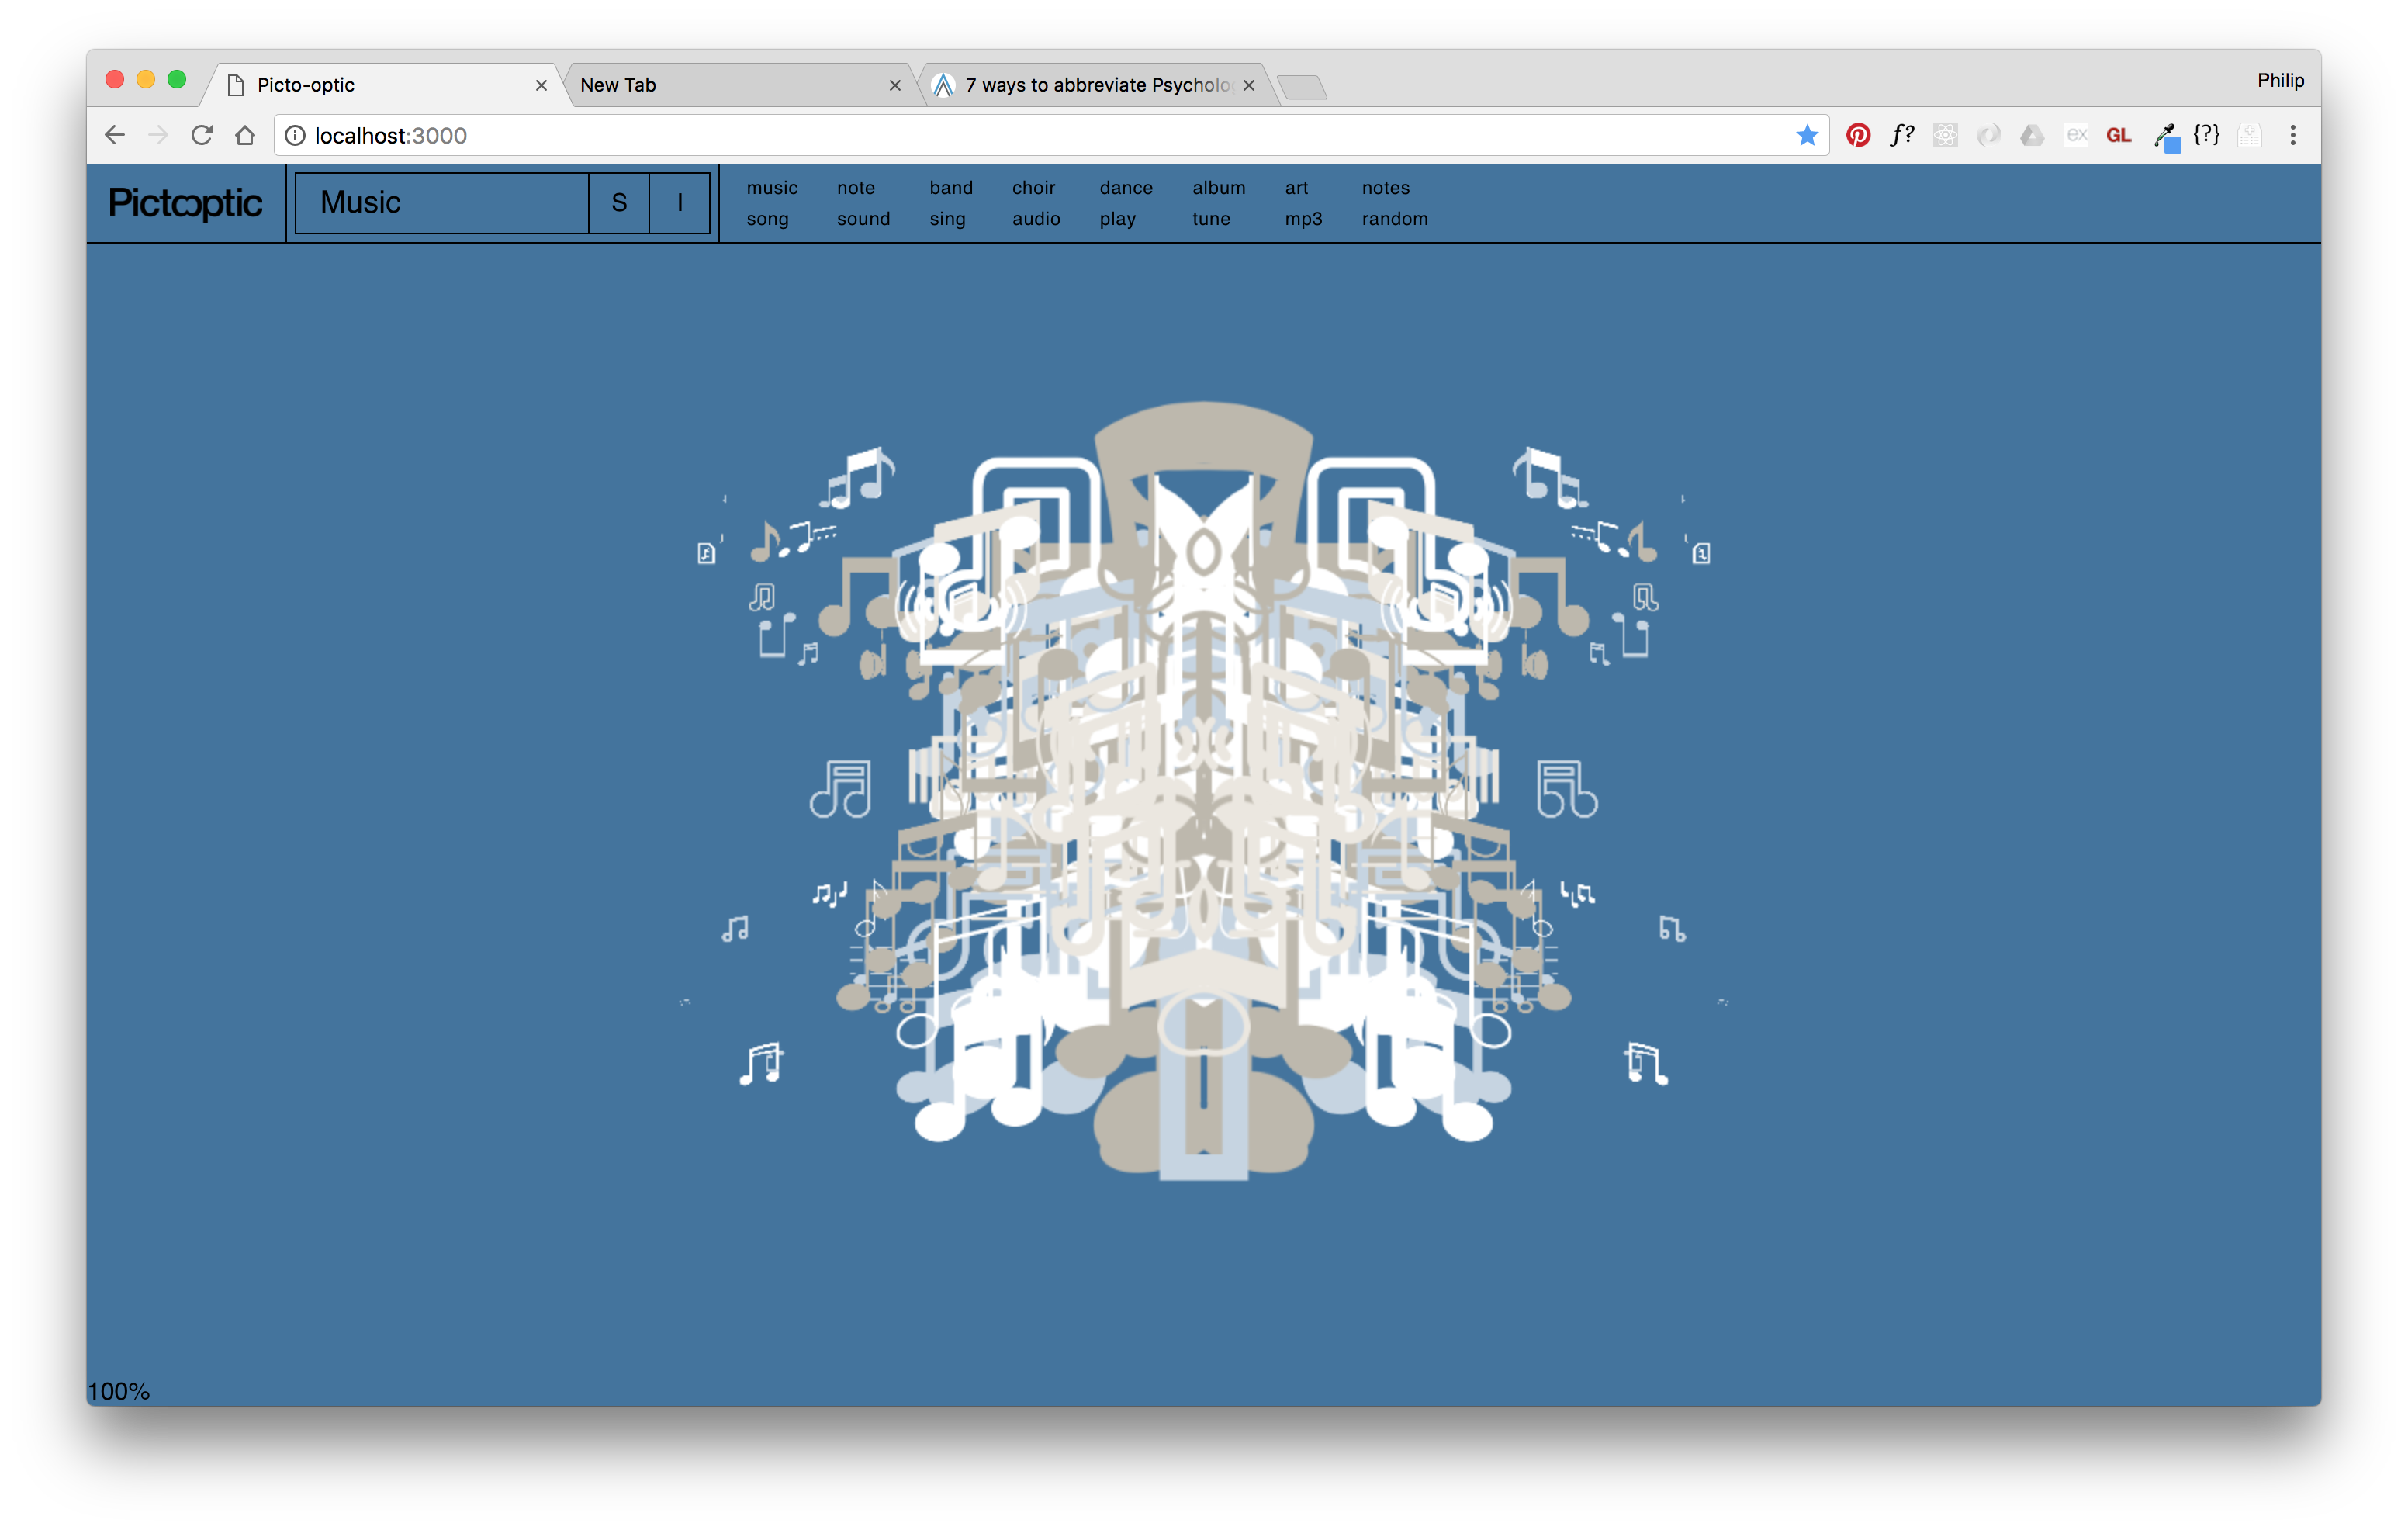 Picto-optic
New Tab
7 ways to abbreviate Psycholo
Philip
localhost:3000
f?
ex
GL
{?}
Pictooptic
Music
S
I
music note band choir dance album art notes
song sound sing audio play tune mp3 random
100%